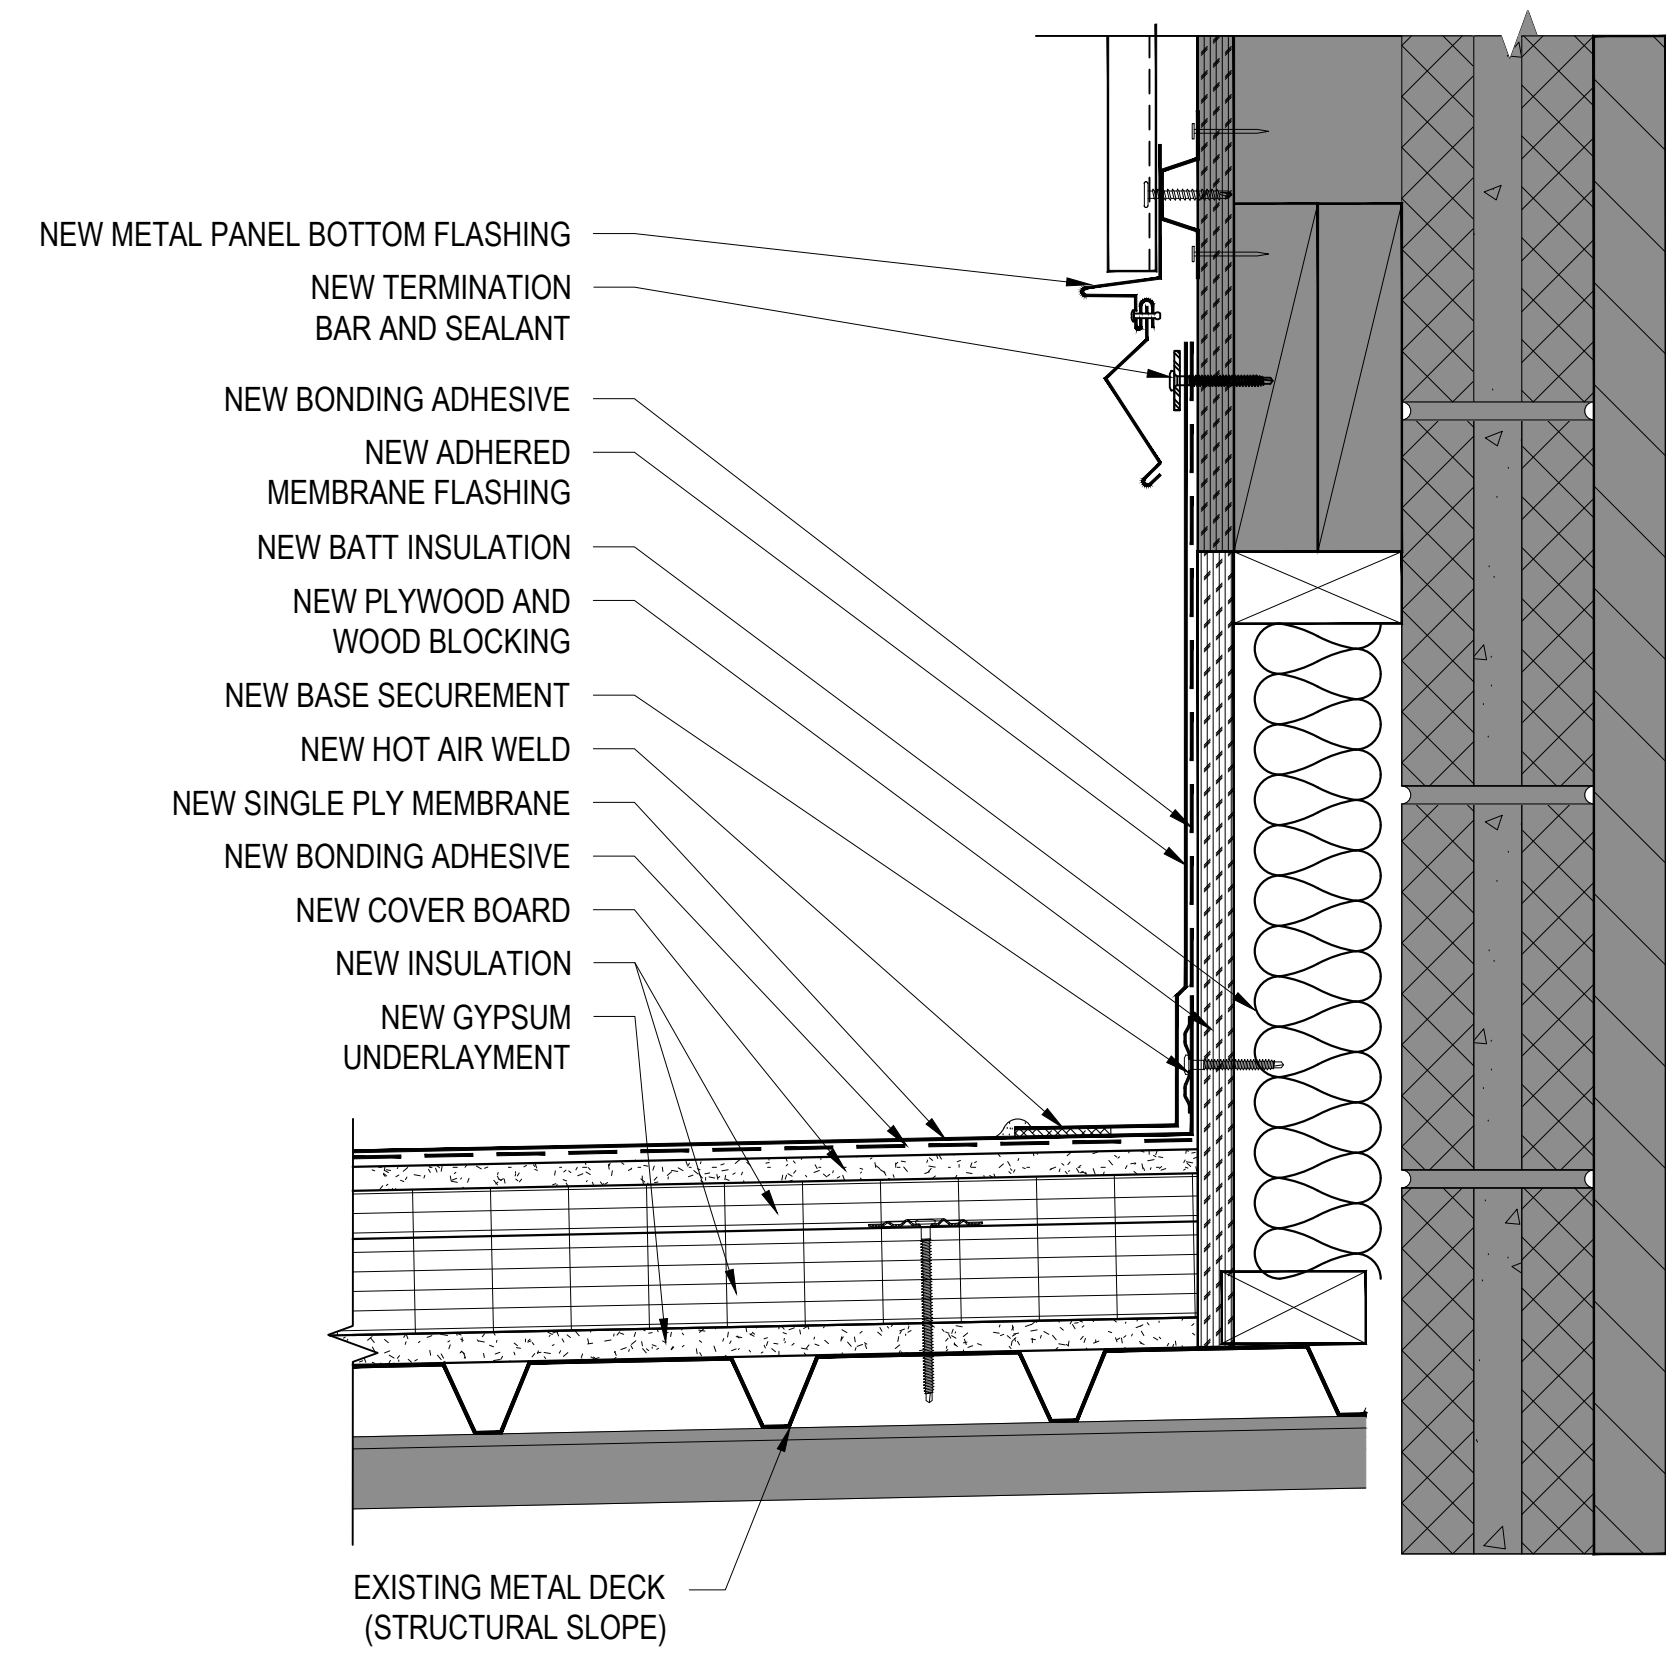 NEW METAL PANEL BOTTOM FLASHING
NEW TERMINATION
BAR AND SEALANT
NEW BONDING ADHESIVE
NEW ADHERED
MEMBRANE FLASHING
NEW BATT INSULATION
NEW PLYWOOD AND
WOOD BLOCKING
NEW BASE SECUREMENT
NEW HOT AIR WELD
NEW SINGLE PLY MEMBRANE
NEW BONDING ADHESIVE
NEW COVER BOARD
NEW INSULATION
NEW GYPSUM
UNDERLAYMENT
EXISTING METAL DECK
(STRUCTURAL SLOPE)